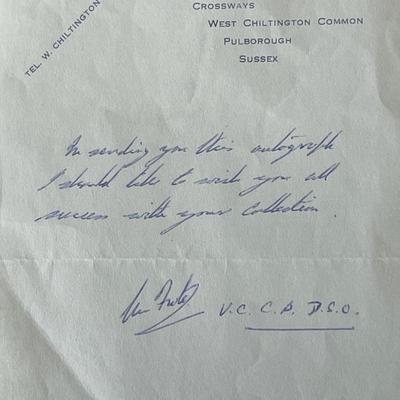 TEL. W. CHILTINGTON
CROSSWAYS
WEST CHILTINGTON COMMON
PULBOROUGH
SUSSEX
In sending you this autograph
I should like to wish you all
success with your collection.
V.C. C.B. D.S.O.